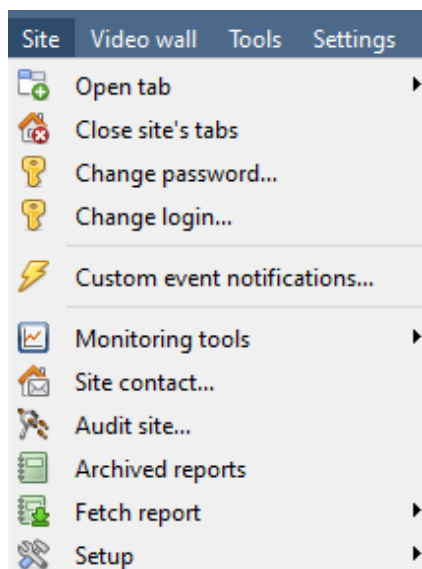 Site Video wall Tools Settings
Open tab
Close site's tabs
Change password...
Change login...
Custom event notifications...
Monitoring tools
Site contact...
Audit site...
Archived reports
Fetch report
Setup